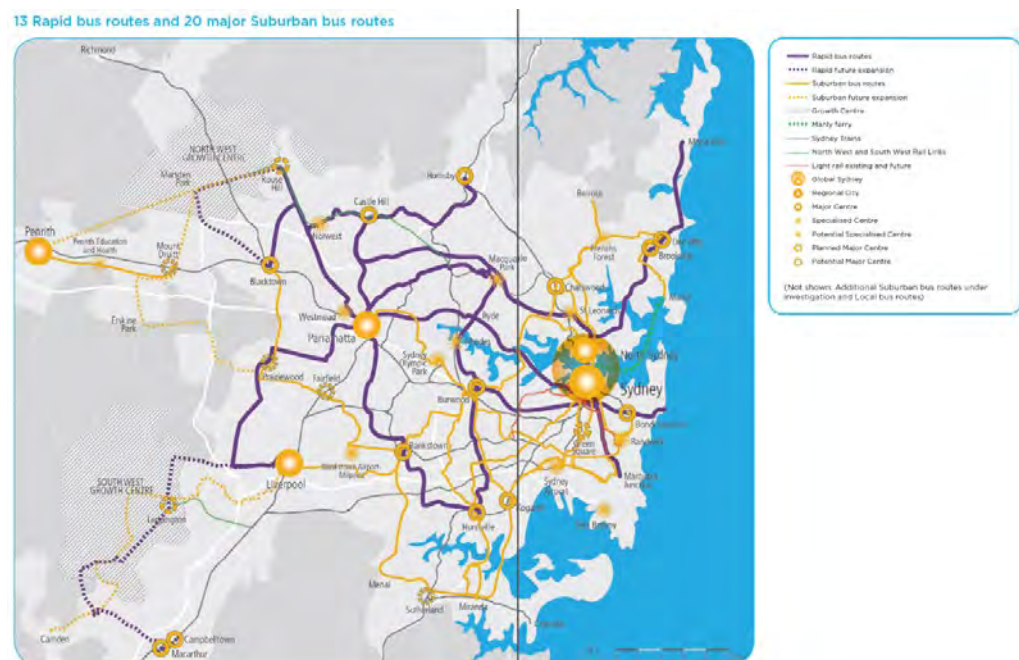 13 Rapid bus routes and 20 major Suburban bus routes
Richmond
NORTH WEST
GROWTH CENTRE
Marsden
Park
Rouse
Hill
Hornsby
Castle Hill
Norwest
Penrith
Penrith Education
and Health
Mount
Druitt
Blacktown
Macquarie
Park
Belrose
Frenchs
Forest
Dee Why
Brookvale
Mona Vale
Manly
Chatswood
St Leonards
Westmead
Parramatta
Ryde
Rhodes
Erskine
Park
Prairiewood
Fairfield
Sydney
Olympic
Park
Burwood
North Sydney
Sydney
Bondi Junction
Randwick
Green
Square
Bankstown
Bankstown Airport-
Milperra
Liverpool
SOUTH WEST
GROWTH CENTRE
Leppington
Sydney
Airport
Maroubra
Junction
Port Botany
Kogarah
Hurstville
Menai
Sutherland
Miranda
Cronulla
Camden
Campbelltown
Macarthur
Rapid bus routes
Rapid future expansion
Suburban bus routes
Suburban future expansion
Growth Centre
Manly ferry
Sydney Trains
North West and South West Rail Links
Light rail existing and future
Global Sydney
Regional City
Major Centre
Specialised Centre
Potential Specialised Centre
Planned Major Centre
Potential Major Centre
(Not shown: Additional Suburban bus routes under
investigation and Local bus routes)